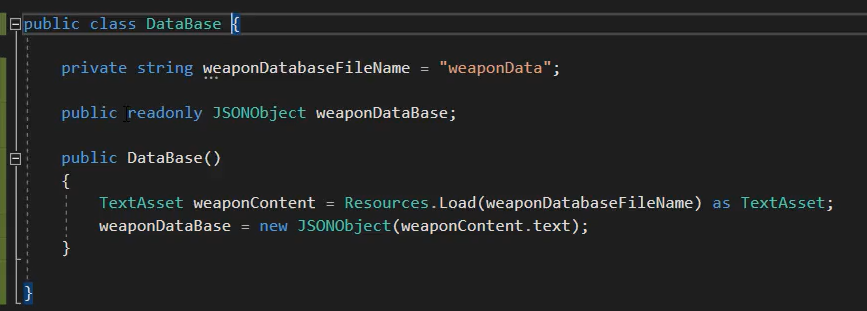 public class DataBase {
private string weaponDatabaseFileName = "weaponData";
public readonly JSONObject weaponDataBase;
public DataBase()
{
TextAsset weaponContent = Resources.Load(weaponDatabaseFileName) as TextAsset;
weaponDataBase = new JSONObject(weaponContent.text);
}
}